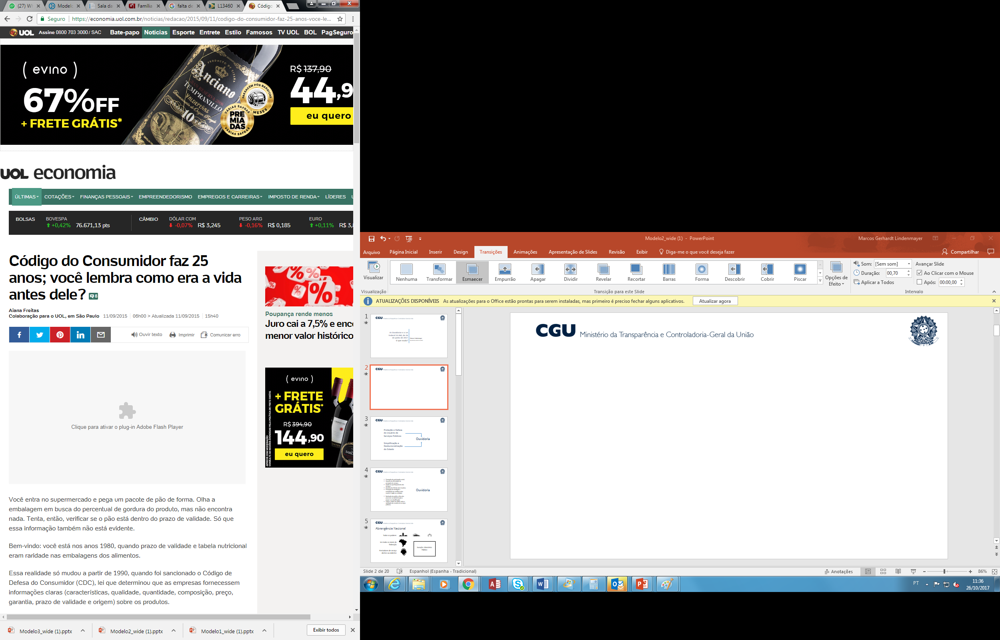 (27) Wh
Modelo
Sala da
Família
falta de
L13460
Código
Seguro
https://economia.uol.com.br/noticias/redacao/2015/09/11/codigo-do-consumidor-faz-25-anos-voce-le...
UOL Assine 0800 703 3000 / SAC Bate-papo Notícias Esporte Entrete Estilo Famosos TV UOL BOL PagSeguro
( evino )
67%OFF
+ FRETE GRÁTIS*
PRODUCTO DE ESPAÑA
Anciano
GRAN RESERVA 2006
TEMPRANILLO
VALDEPEÑAS
10
PASSAGEM POR BARRICAS
MESES
VÁRIAS SAFRAS
PRE
MIA
DAS
VÁRIAS SAFRAS
R$ 137,90
44,9
eu quero
UOL economia
ÚLTIMAS COTAÇÕES FINANÇAS PESSOAIS EMPREENDEDORISMO EMPREGOS E CARREIRAS IMPOSTO DE RENDA LÍDERES
BOLSAS BOVESPA CÂMBIO DÓLAR COM PESO ARG EURO
+0,42% 76.671,13 pts -0,07% R$ 3,245 -0,16% R$ 0,185 +0,11% R$ 3,
Código do Consumidor faz 25
anos; você lembra como era a vida
antes dele? 8
Aiana Freitas
Colaboração para o UOL, em São Paulo 11/09/2015 06h00 > Atualizada 11/09/2015 15h40
Ouvir texto Imprimir Comunicar erro
Clique para ativar o plug-in Adobe Flash Player
Você entra no supermercado e pega um pacote de pão de forma. Olha a
embalagem em busca do percentual de gordura do produto, mas não encontra
nada. Tenta, então, verificar se o pão está dentro do prazo de validade. Só que
essa informação também não está evidente.
Bem-vindo: você está nos anos 1980, quando prazo de validade e tabela nutricional
eram raridade nas embalagens dos alimentos.
Essa realidade só mudou a partir de 1990, quando foi sancionado o Código de
Defesa do Consumidor (CDC), lei que determinou que as empresas fornecessem
informações claras (características, qualidade, quantidade, composição, preço,
garantia, prazo de validade e origem) sobre os produtos.
Poupança rende menos
Juro cai a 7,5% e enc
menor valor histórico
( evino )
+ FRETE
GRÁTIS*
R$ 394,90
144,90
eu quero
APRECIE COM MODERAÇÃO
CONSULTE AS REGIÕES ATENDIDAS PELA POLÍTICA DE FRETE GRÁTIS.
Modelo3_wide (1).pptx
Modelo2_wide (1).pptx
Modelo1_wide (1).pptx
Exibir todos
Modelo2_wide (1) - PowerPoint
Marcos Gerhardt Lindenmayer
Arquivo Página Inicial Inserir Design Transições Animações Apresentação de Slides Revisão Exibir Diga-me o que você deseja fazer Compartilhar
Visualizar
Nenhuma Transformar Esmaecer Empurrão Apagar Dividir Revelar Recortar Barras Forma Descobrir Cobrir Piscar
Opções de
Efeito
Som: [Sem som]
Duração: 00,70
Aplicar a Todos
Avançar Slide
Ao Clicar com o Mouse
Após: 00:00,00
Visualização
Transição para este Slide
Intervalo
ATUALIZAÇÕES DISPONÍVEIS As atualizações para o Office estão prontas para serem instaladas, mas primeiro é preciso fechar alguns aplicativos. Atualizar agora
1
CGU
As Ouvidorias e a Lei
Federal 13.460, de 26
de junho de 2017
O que muda?
2
CGU
3
CGU
Proteção e Defesa
do Usuário de
Serviços Públicos
Ouvidoria
Simplificação e
Desburocratização
do Estado
4
CGU
Ouvidoria
5
CGU
Abrangência Nacional
Todos os poderes
Em todos os níveis da
federação
Exceção: Ministério
Público
CGU Ministério da Transparência e Controladoria-Geral da União
Slide 2 de 20 Espanhol (Espanha - Tradicional) Anotações 86%
PT
11:36
26/10/2017